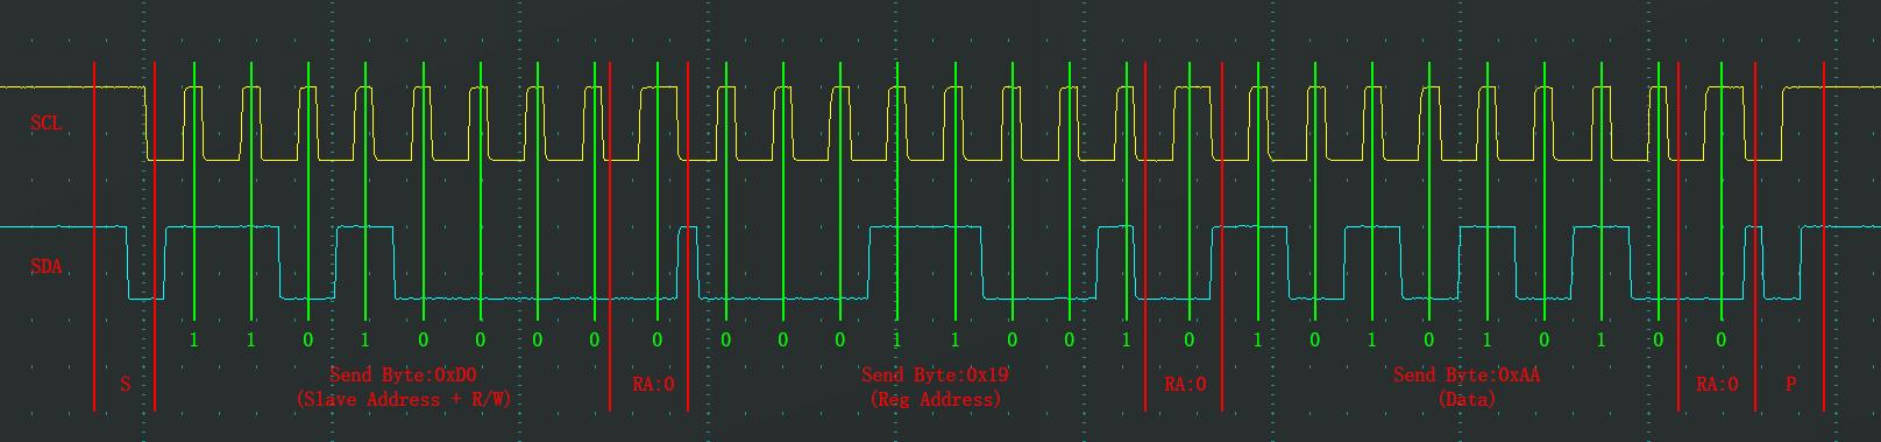 SCL
SDA
1 1 0 1 0 0 0 0 0 0 0 0 1 1 0 0 1 0 1 0 1 0 1 0 1 0 0
S Send Byte:0xD0 RA:0 Send Byte:0x19 RA:0 Send Byte:0xAA RA:0 P
(Slave Address + R/W) (Reg Address) (Data)